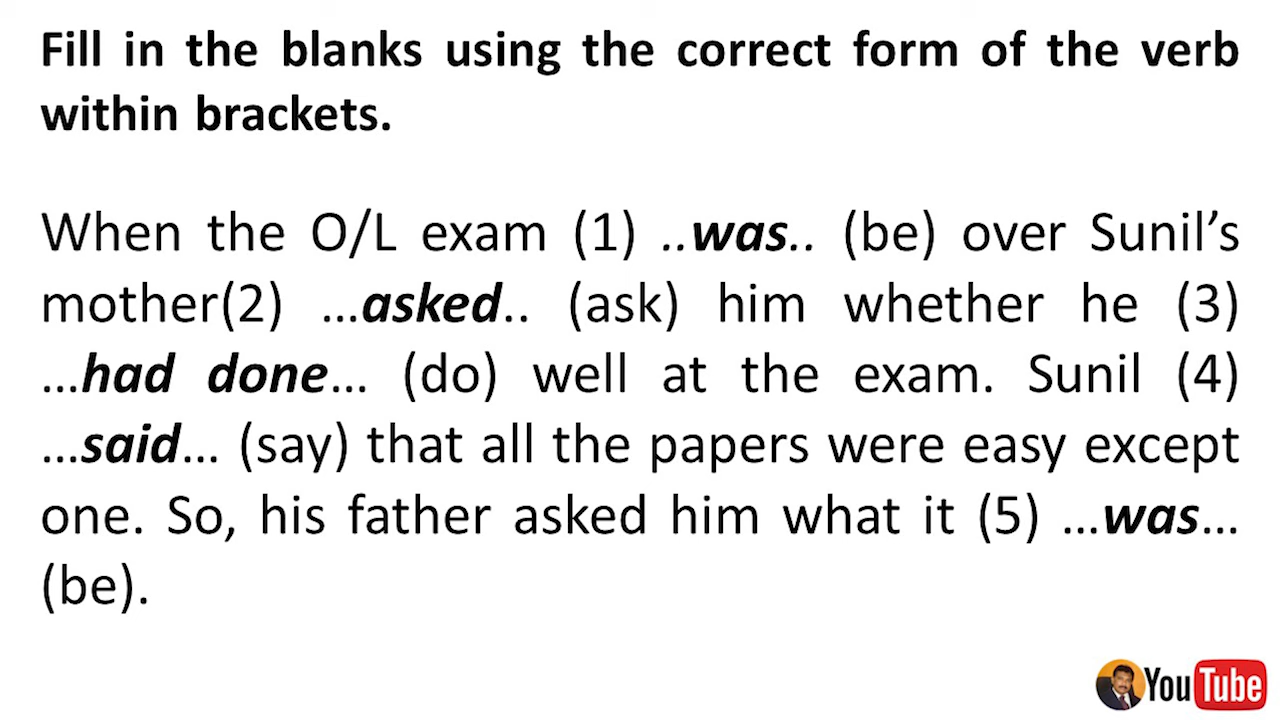 Fill in the blanks using the correct form of the verb
within brackets.
When the O/L exam (1) ..was.. (be) over Sunil’s
mother(2) ...asked.. (ask) him whether he (3)
...had done... (do) well at the exam. Sunil (4)
...said... (say) that all the papers were easy except
one. So, his father asked him what it (5) ...was...
(be).
YouTube